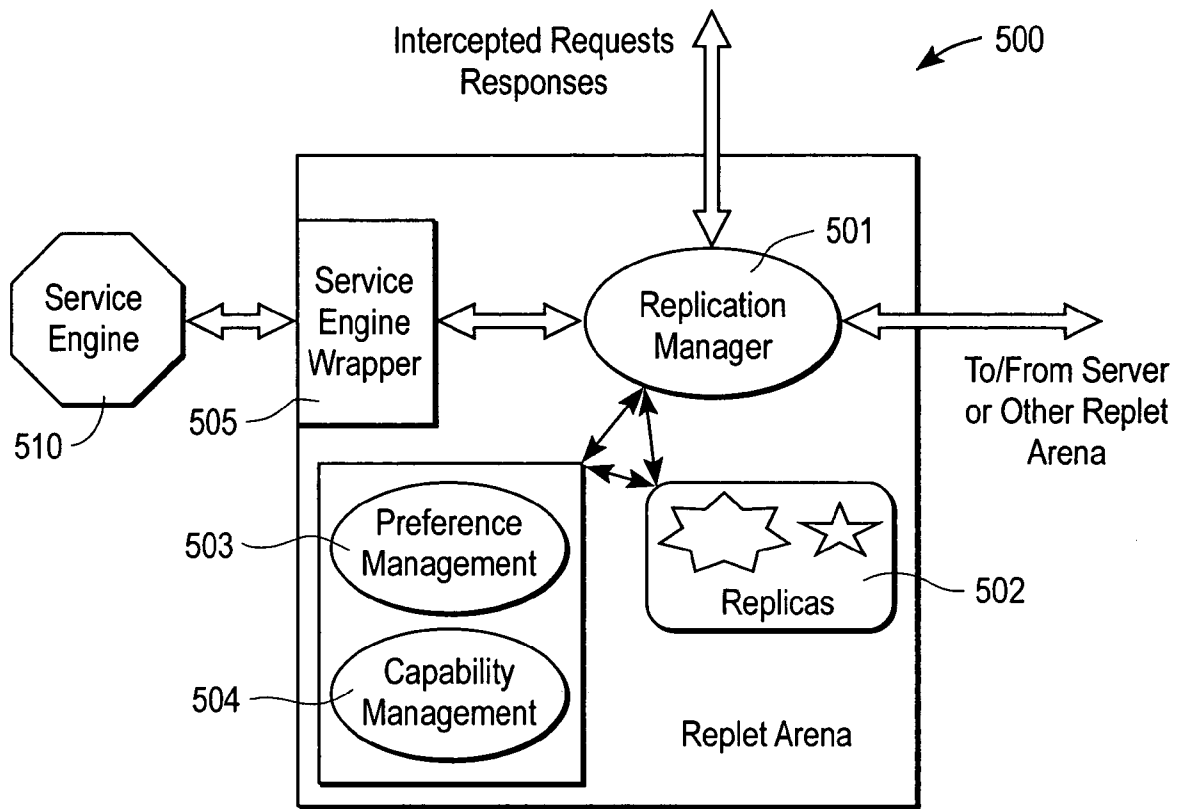 Intercepted Requests
Responses
500
501
Service
Engine
510
Service
Engine
Wrapper
505
Replication
Manager
To/From Server
or Other Replet
Arena
Preference
Management
503
Capability
Management
504
Replicas
502
Replet Arena